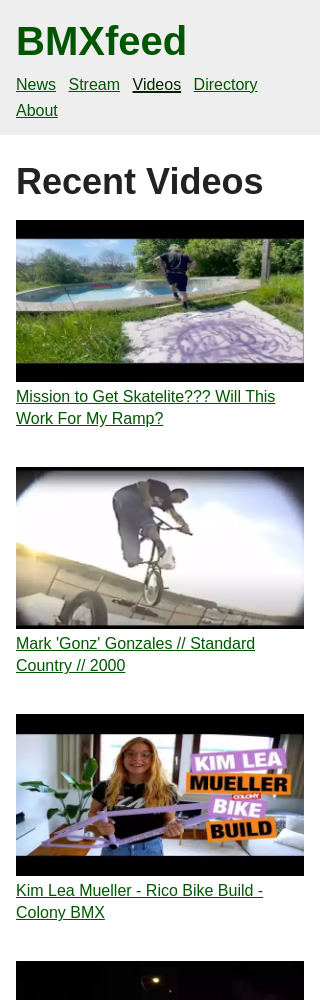 BMXfeed
News Stream Videos Directory
About
Recent Videos
Mission to Get Skatelite??? Will This
Work For My Ramp?
Mark 'Gonz' Gonzales // Standard
Country // 2000
KIM LEA
MUELLER
COLONY
BIKE
BUILD
Kim Lea Mueller - Rico Bike Build -
Colony BMX